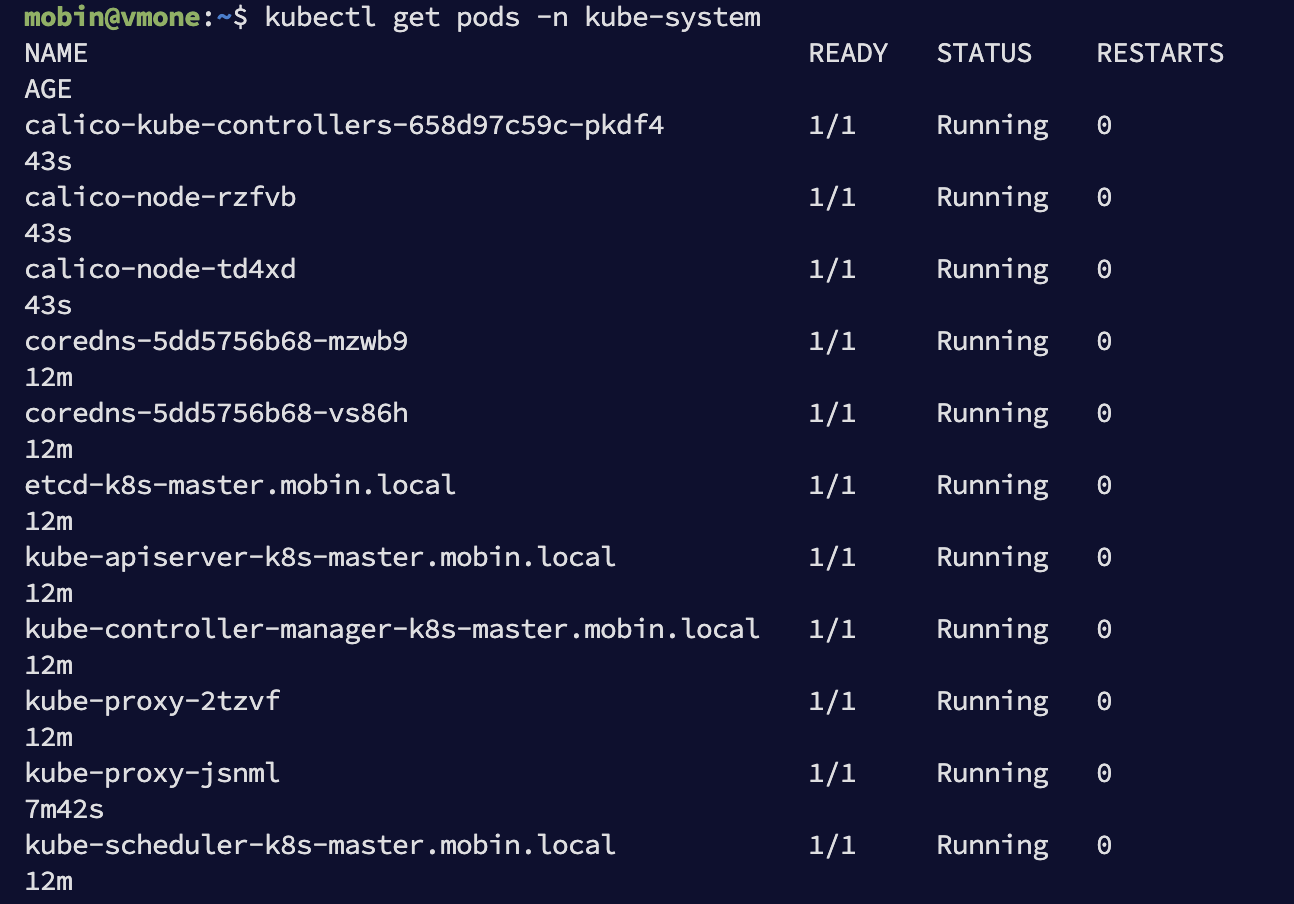 mobin@vmone:~$ kubectl get pods -n kube-system
NAME                                             READY   STATUS    RESTARTS
AGE
calico-kube-controllers-658d97c59c-pkdf4         1/1     Running   0
43s
calico-node-rzfvb                                1/1     Running   0
43s
calico-node-td4xd                                1/1     Running   0
43s
coredns-5dd5756b68-mzwb9                         1/1     Running   0
12m
coredns-5dd5756b68-vs86h                         1/1     Running   0
12m
etcd-k8s-master.mobin.local                      1/1     Running   0
12m
kube-apiserver-k8s-master.mobin.local            1/1     Running   0
12m
kube-controller-manager-k8s-master.mobin.local   1/1     Running   0
12m
kube-proxy-2tzvf                                 1/1     Running   0
12m
kube-proxy-jsnml                                 1/1     Running   0
7m42s
kube-scheduler-k8s-master.mobin.local            1/1     Running   0
12m